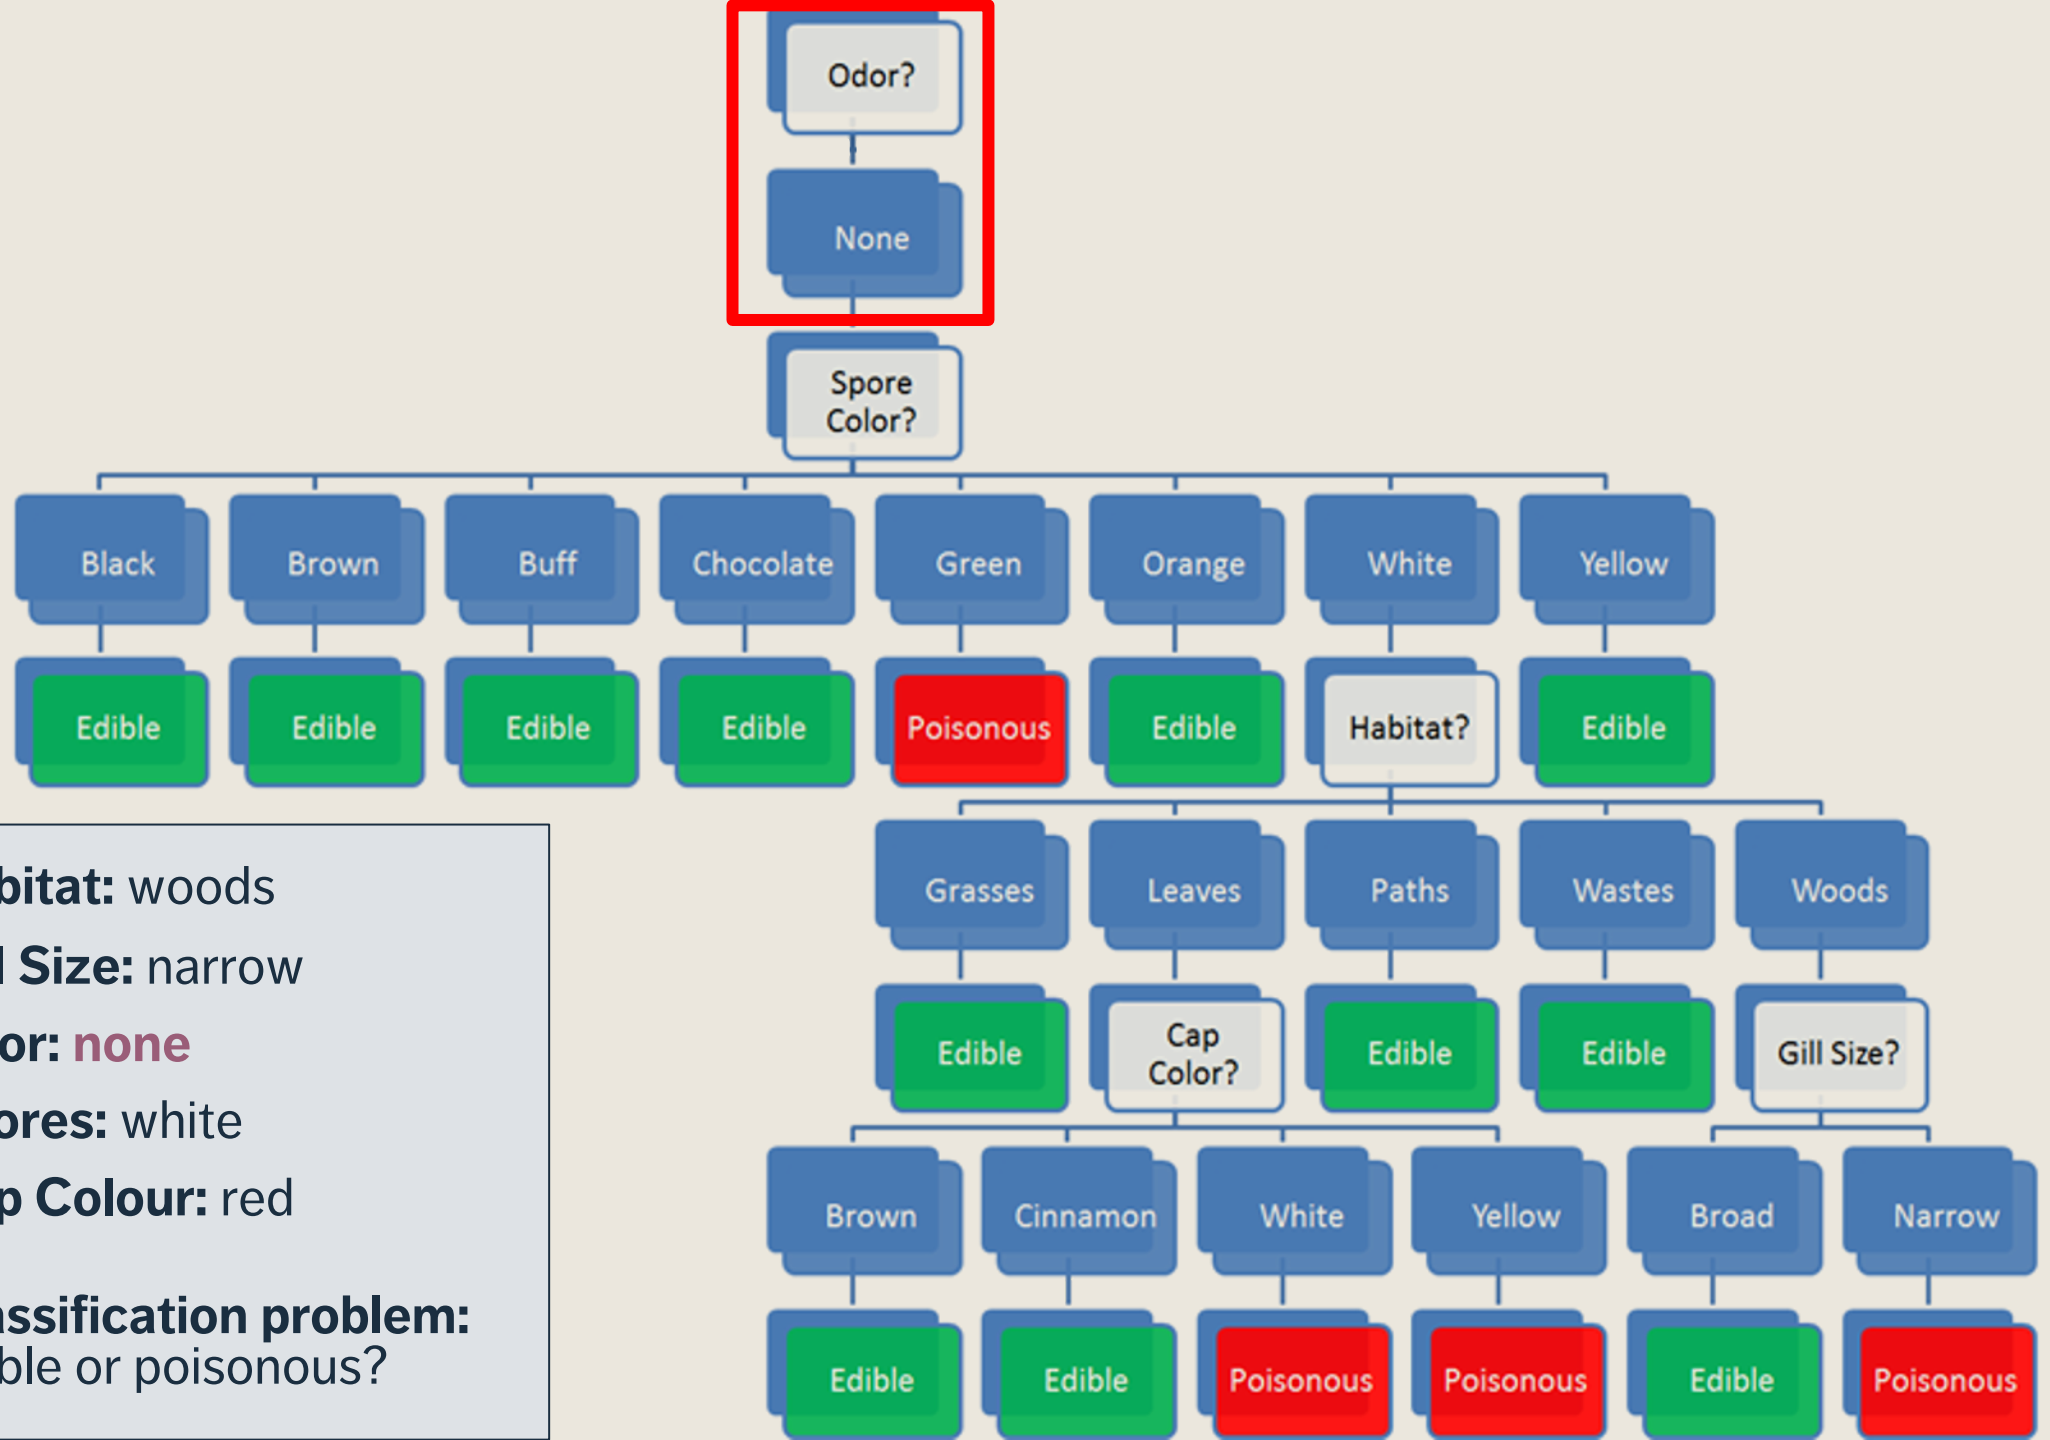 Odor?
None
Spore
Color?
Black Brown Buff Chocolate Green Orange White Yellow
Edible Edible Edible Edible Poisonous Edible Habitat? Edible
Grasses Leaves Paths Wastes Woods
Edible Cap Color? Edible Edible Gill Size?
Brown Cinnamon White Yellow Broad Narrow
Edible Edible Poisonous Poisonous Edible Poisonous
bitat: woods
l Size: narrow
or: none
ores: white
p Colour: red
assification problem:
ble or poisonous?